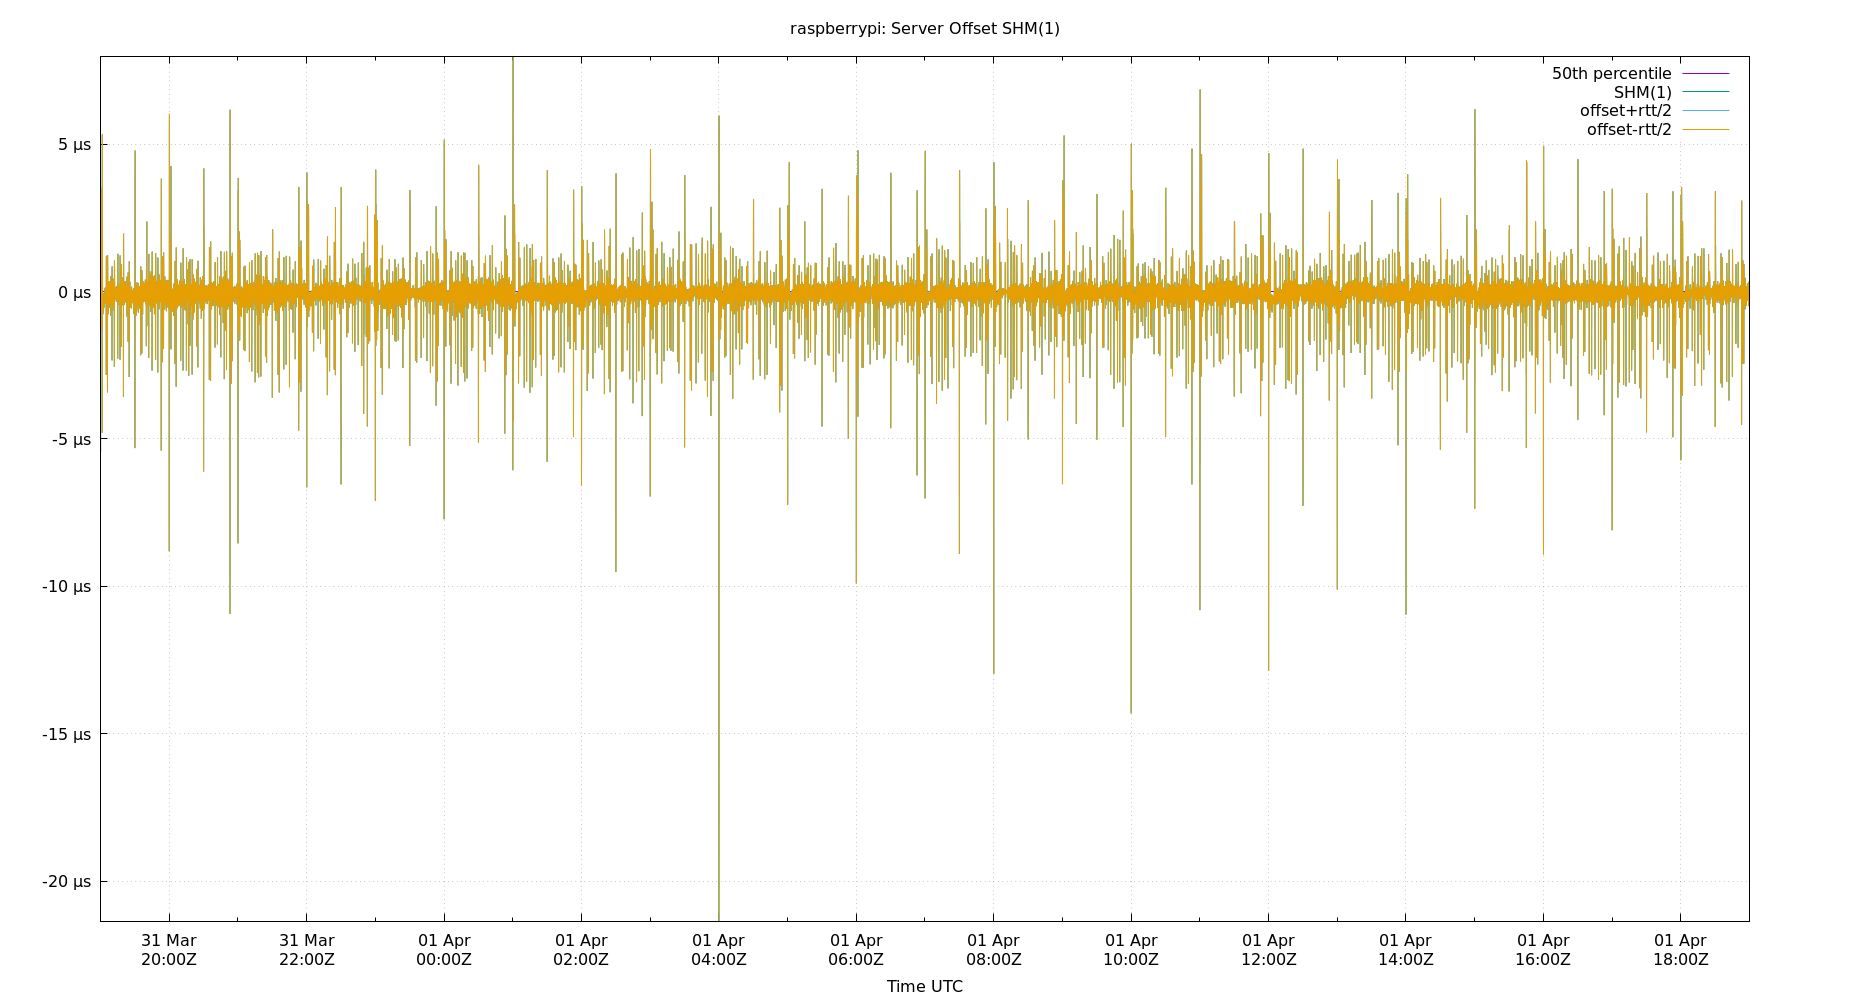 raspberrypi: Server Offset SHM(1)
50th percentile
SHM(1)
offset+rtt/2
offset-rtt/2
5 µs
0 µs
-5 µs
-10 µs
-15 µs
-20 µs
31 Mar 31 Mar 01 Apr 01 Apr 01 Apr 01 Apr 01 Apr 01 Apr 01 Apr 01 Apr 01 Apr 01 Apr
20:00Z 22:00Z 00:00Z 02:00Z 04:00Z 06:00Z 08:00Z 10:00Z 12:00Z 14:00Z 16:00Z 18:00Z
Time UTC